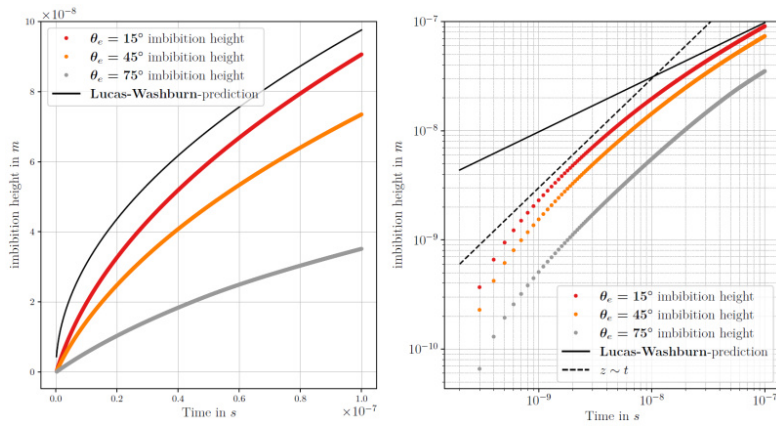 ×10⁻⁸
10
8
6
4
2
0
imbibition height in m
0.0
0.2
0.4
0.6
0.8
1.0
Time in s
×10⁻⁷
θₑ = 15° imbibition height
θₑ = 45° imbibition height
θₑ = 75° imbibition height
Lucas-Washburn-prediction
10⁻⁷
10⁻⁸
10⁻⁹
10⁻¹⁰
imbibition height in m
10⁻⁹
10⁻⁸
10⁻⁷
Time in s
θₑ = 15° imbibition height
θₑ = 45° imbibition height
θₑ = 75° imbibition height
Lucas-Washburn-prediction
z ∼ t